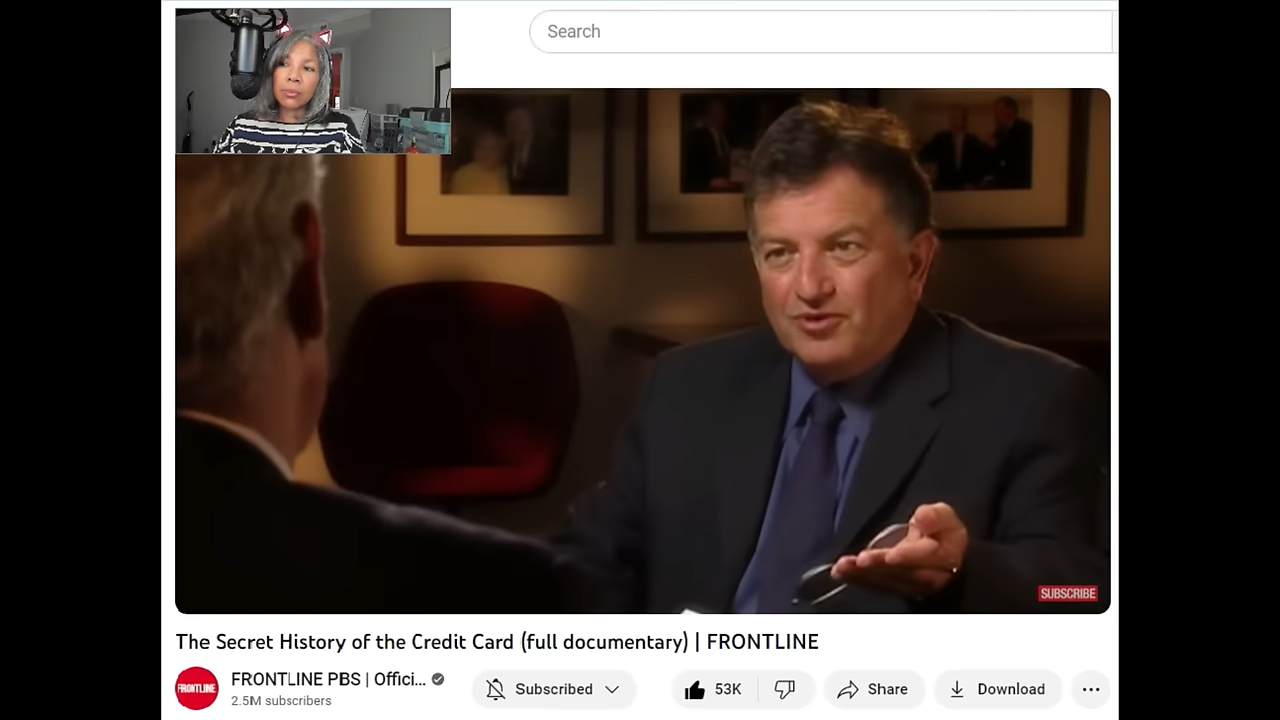 Search
SUBSCRIBE
The Secret History of the Credit Card (full documentary) | FRONTLINE
FRONTLINE
FRONTLINE PBS | Offici...
2.5M subscribers
Subscribed
53K
Share
Download